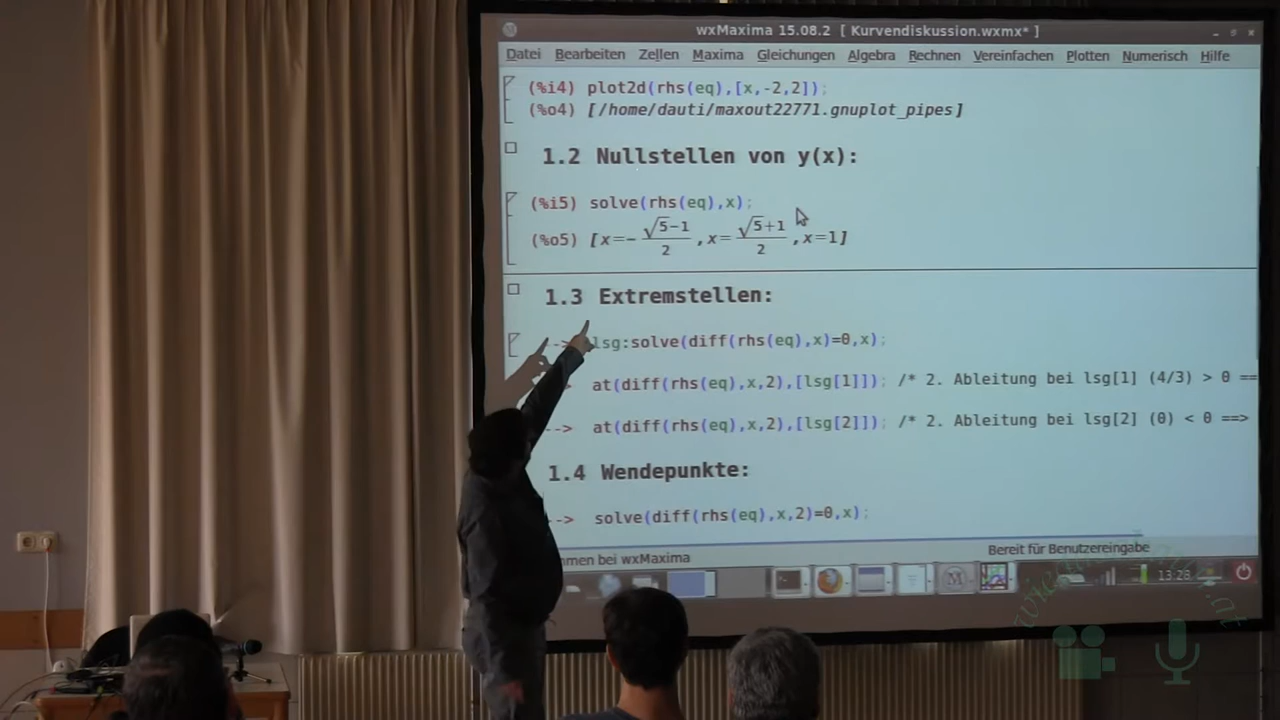 wxMaxima 15.08.2 [ Kurvendiskussion.wxmx* ]
Datei Bearbeiten Zellen Maxima Gleichungen Algebra Rechnen Vereinfachen Plotten Numerisch Hilfe
(%i4) plot2d(rhs(eq),[x,-2,2]);
(%o4) [/home/dauti/maxout22771.gnuplot_pipes]
1.2 Nullstellen von y(x):
(%i5) solve(rhs(eq),x);
(%o5) [x=-(√5-1)/2,x=(√5+1)/2,x=1]
1.3 Extremstellen:
lsg:solve(diff(rhs(eq),x)=0,x);
at(diff(rhs(eq),x,2),[lsg[1]]); /* 2. Ableitung bei lsg[1] (4/3) > 0 ==
--> at(diff(rhs(eq),x,2),[lsg[2]]); /* 2. Ableitung bei lsg[2] (0) < 0 ==>
1.4 Wendepunkte:
--> solve(diff(rhs(eq),x,2)=0,x);
men bei wxMaxima Bereit für Benutzereingabe
13:28